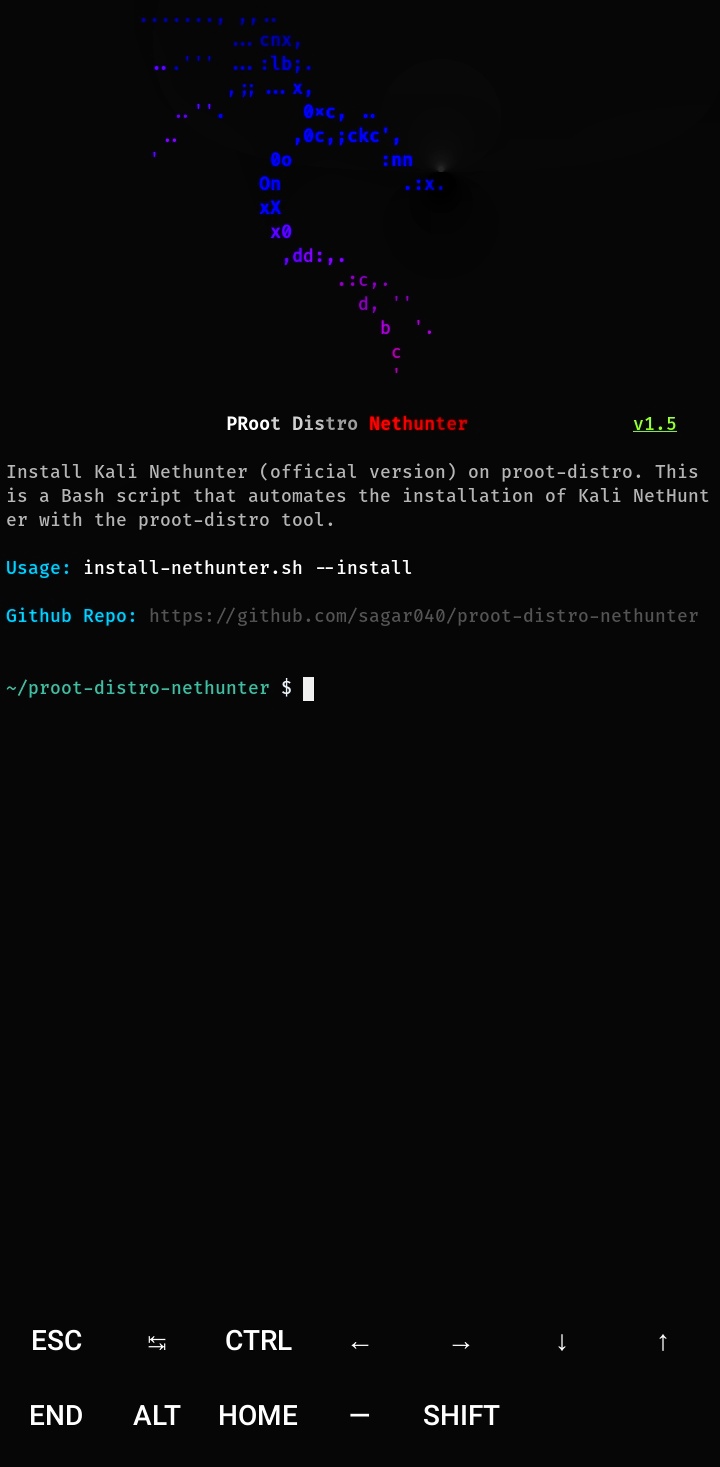 ......., ,,..
... cnx,
...''' ... :lb;.
,;; ... x,
..''.       0×c, ..
..          ,0c,;ckc',
'          0o        :nn
On           .:x.
xX
x0
,dd:,.
.:c,.
d, ''
b  '.
c
'
PRoot Distro Nethunter v1.5
Install Kali Nethunter (official version) on proot-distro. This
is a Bash script that automates the installation of Kali NetHunt
er with the proot-distro tool.
Usage: install-nethunter.sh --install
Github Repo: https://github.com/sagar040/proot-distro-nethunter
~/proot-distro-nethunter $
ESC ↹ CTRL ← → ↓ ↑
END ALT HOME — SHIFT